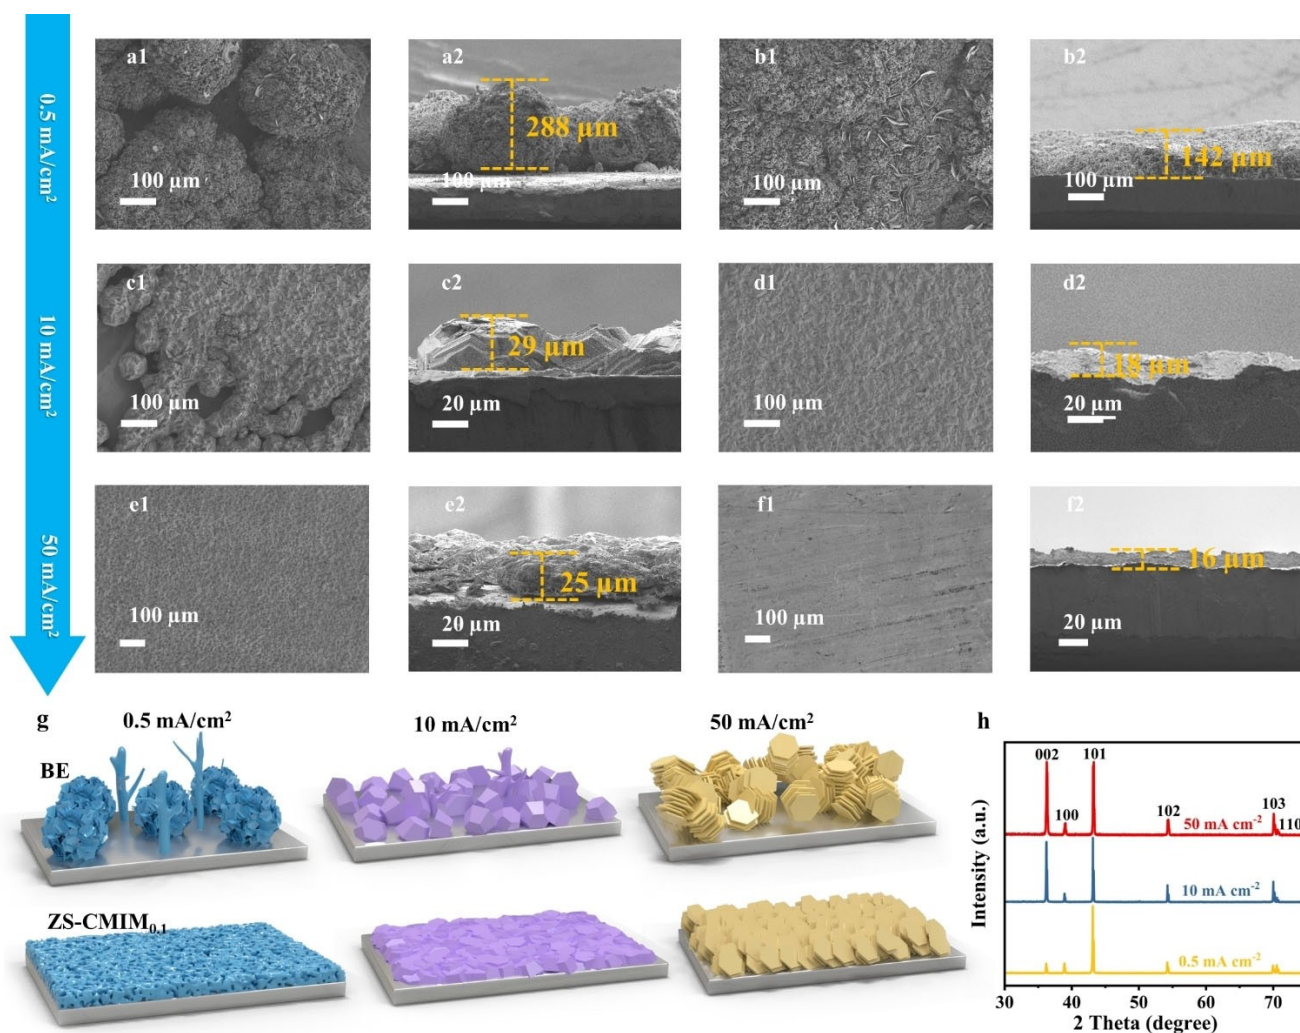 0.5 mA/cm²
10 mA/cm²
50 mA/cm²
a1
100 µm
a2
288 µm
100 µm
b1
100 µm
b2
142 µm
100 µm
c1
100 µm
c2
29 µm
20 µm
d1
100 µm
d2
18 µm
20 µm
e1
100 µm
e2
25 µm
20 µm
f1
100 µm
f2
16 µm
20 µm
g
0.5 mA/cm²
10 mA/cm²
50 mA/cm²
BE
ZS-CMIM₀.₁
h
Intensity (a.u.)
002
100
101
102
103
110
50 mA cm⁻²
10 mA cm⁻²
0.5 mA cm⁻²
30 40 50 60 70
2 Theta (degree)